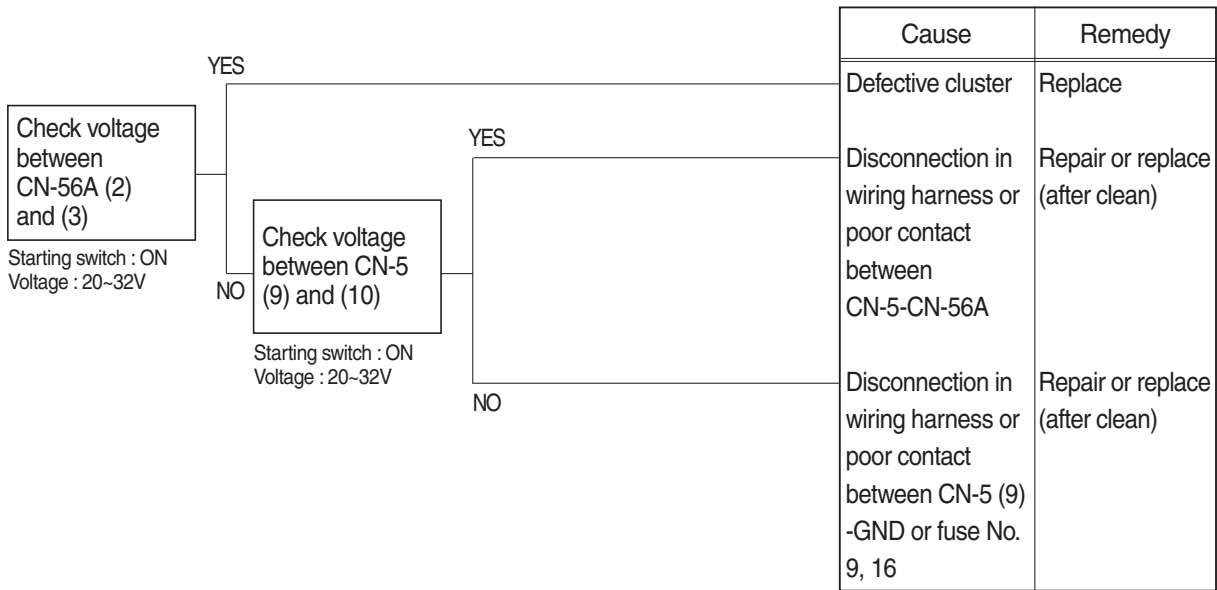 Cause
Remedy
YES
Defective cluster
Replace
Check voltage
between
CN-56A (2)
and (3)
Starting switch : ON
Voltage : 20~32V
YES
Disconnection in
wiring harness or
poor contact
between
CN-5-CN-56A
Repair or replace
(after clean)
NO
Check voltage
between CN-5
(9) and (10)
Starting switch : ON
Voltage : 20~32V
NO
Disconnection in
wiring harness or
poor contact
between CN-5 (9)
-GND or fuse No.
9, 16
Repair or replace
(after clean)